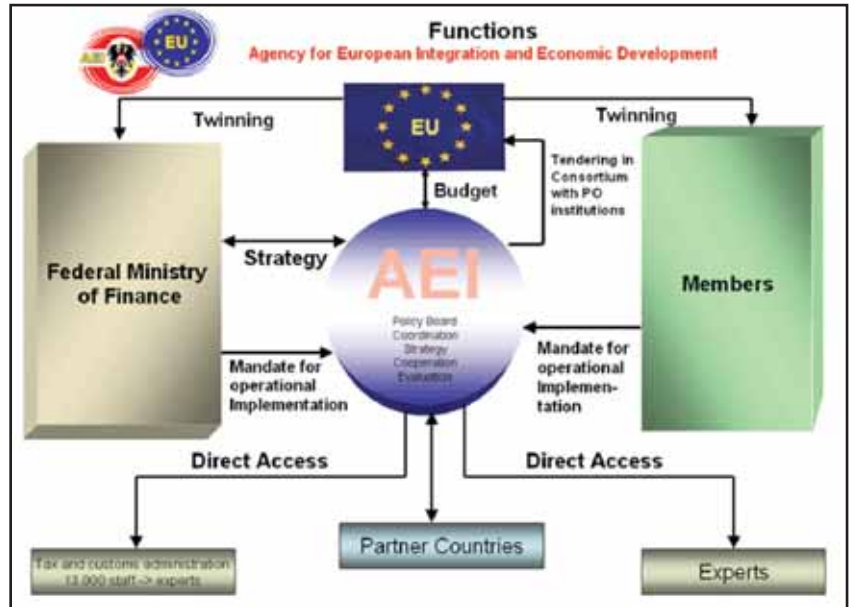 Functions
Agency for European Integration and Economic Development
AEI
EU
EU
Twinning
Twinning
Tendering in
Consortium
with PO
institutions
Budget
Federal Ministry
of Finance
Strategy
AEI
Policy Board
Coordination
Strategy
Cooperation
Evaluation
Members
Mandate for
operational
Implementation
Mandate for
operational
Implemen-
tation
Direct Access
Direct Access
Tax and customs administration
13.000 staff -> experts
Partner Countries
Experts